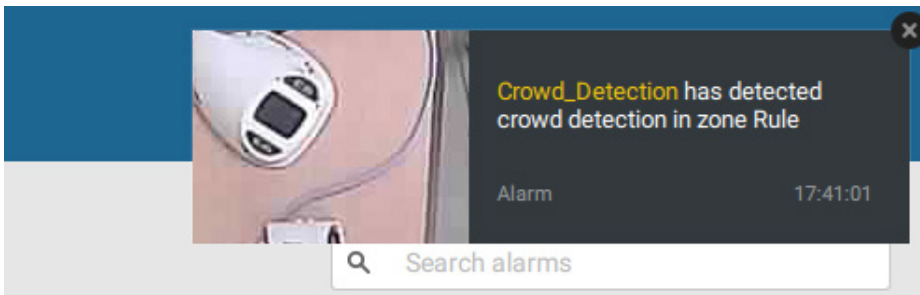 Crowd_Detection has detected
crowd detection in zone Rule
Alarm
17:41:01
Search alarms